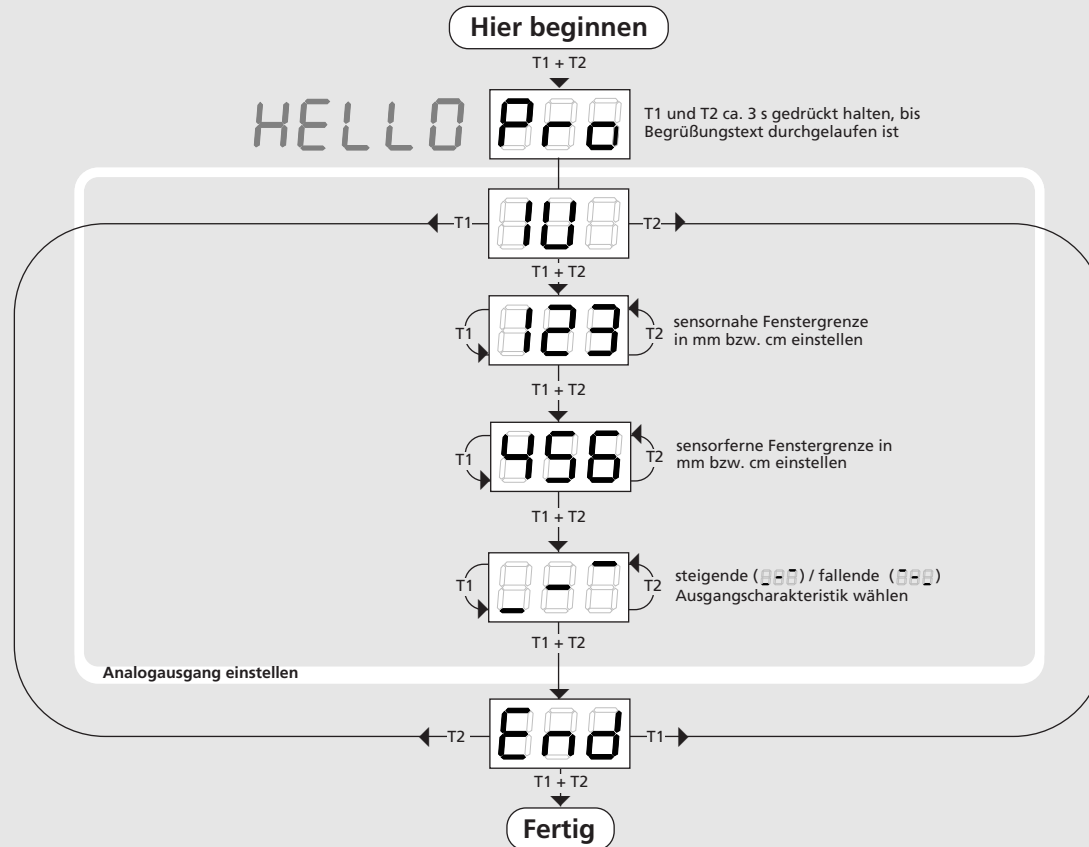 Hier beginnen
T1 + T2
HELLO Pro
T1 und T2 ca. 3 s gedrückt halten, bis
Begrüßungstext durchgelaufen ist
T1 IU T2
T1 + T2
T1 123 T2
sensornahe Fenstergrenze
in mm bzw. cm einstellen
T1 + T2
T1 456 T2
sensorferne Fenstergrenze in
mm bzw. cm einstellen
T1 + T2
T1 _-¯ T2
steigende (_-¯) / fallende (¯-_)
Ausgangscharakteristik wählen
T1 + T2
Analogausgang einstellen
T2 End T1
T1 + T2
Fertig